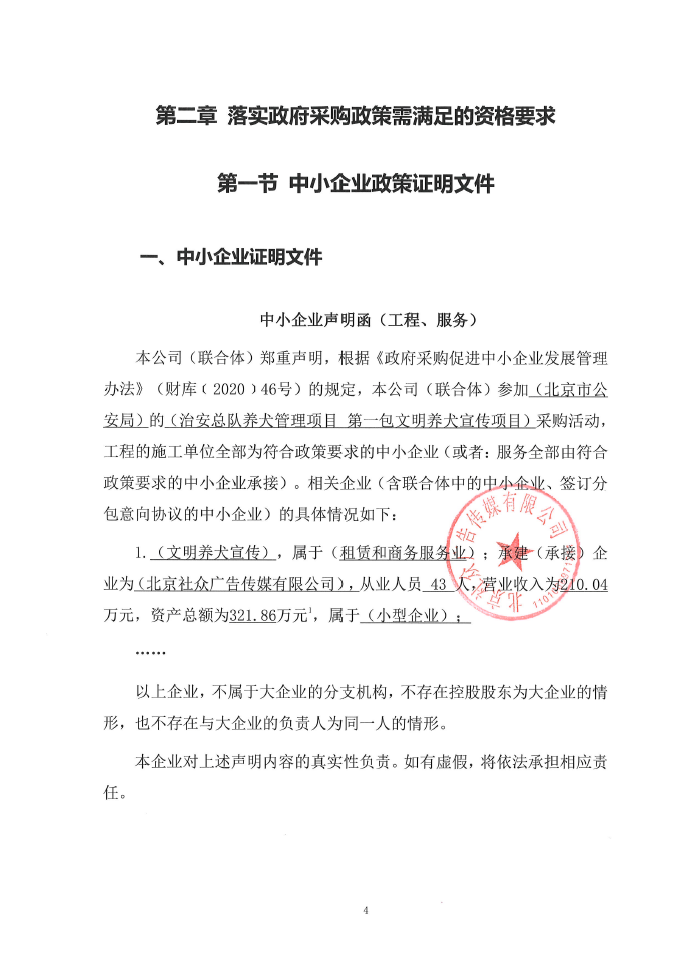 第二章 落实政府采购政策需满足的资格要求
第一节 中小企业政策证明文件
一、中小企业证明文件
中小企业声明函（工程、服务）
本公司（联合体）郑重声明，根据《政府采购促进中小企业发展管理
办法》（财库﹝2020﹞46号）的规定，本公司（联合体）参加（北京市公
安局）的（治安总队养犬管理项目 第一包文明养犬宣传项目）采购活动，
工程的施工单位全部为符合政策要求的中小企业（或者：服务全部由符合
政策要求的中小企业承接）。相关企业（含联合体中的中小企业、签订分
包意向协议的中小企业）的具体情况如下：
1.（文明养犬宣传），属于（租赁和商务服务业）；承建（承接）企
业为（北京社众广告传媒有限公司），从业人员 43 人，营业收入为210.04
万元，资产总额为321.86万元¹，属于（小型企业）；
……
以上企业，不属于大企业的分支机构，不存在控股股东为大企业的情
形，也不存在与大企业的负责人为同一人的情形。
本企业对上述声明内容的真实性负责。如有虚假，将依法承担相应责
任。
北京社众广告传媒有限公司
4